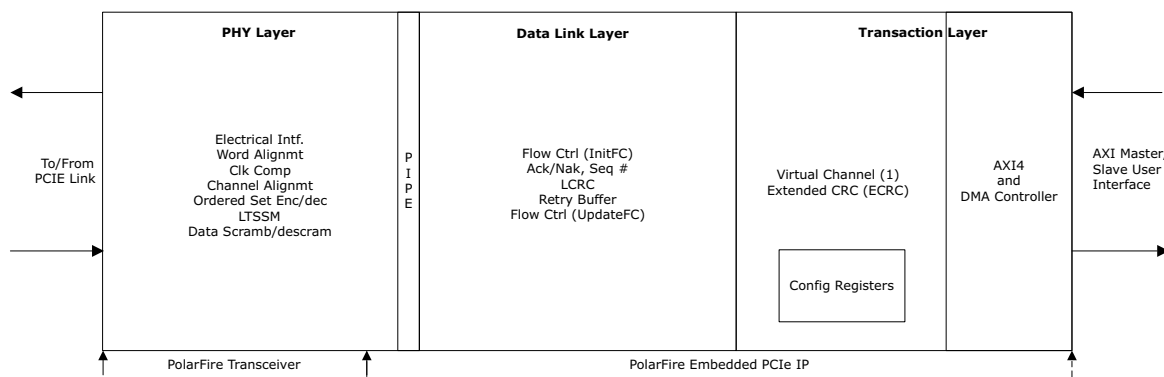 PHY Layer
Data Link Layer
Transaction Layer
To/From
PCIE Link
Electrical Intf.
Word Alignmt
Clk Comp
Channel Alignmt
Ordered Set Enc/dec
LTSSM
Data Scramb/descram
P
I
P
E
Flow Ctrl (InitFC)
Ack/Nak, Seq #
LCRC
Retry Buffer
Flow Ctrl (UpdateFC)
Virtual Channel (1)
Extended CRC (ECRC)
Config Registers
AXI4
and
DMA Controller
AXI Master/
Slave User
Interface
PolarFire Transceiver
PolarFire Embedded PCIe IP